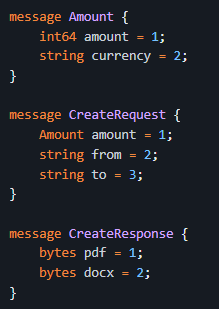 message Amount {
    int64 amount = 1;
    string currency = 2;
}

message CreateRequest {
    Amount amount = 1;
    string from = 2;
    string to = 3;
}

message CreateResponse {
    bytes pdf = 1;
    bytes docx = 2;
}